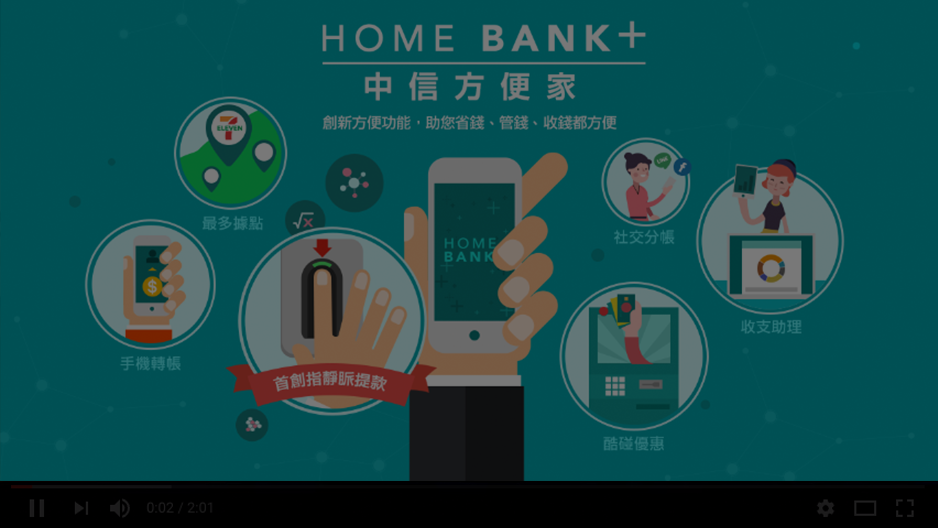 HOME BANK+
中信方便家
創新方便功能,助您省錢、管錢、收錢都方便
7
ELEVEN
最多據點
√x
HOME
BANK
社交分帳
f
收支助理
$
手機轉帳
首創指靜脈提款
酷碰優惠
0:02 / 2:01